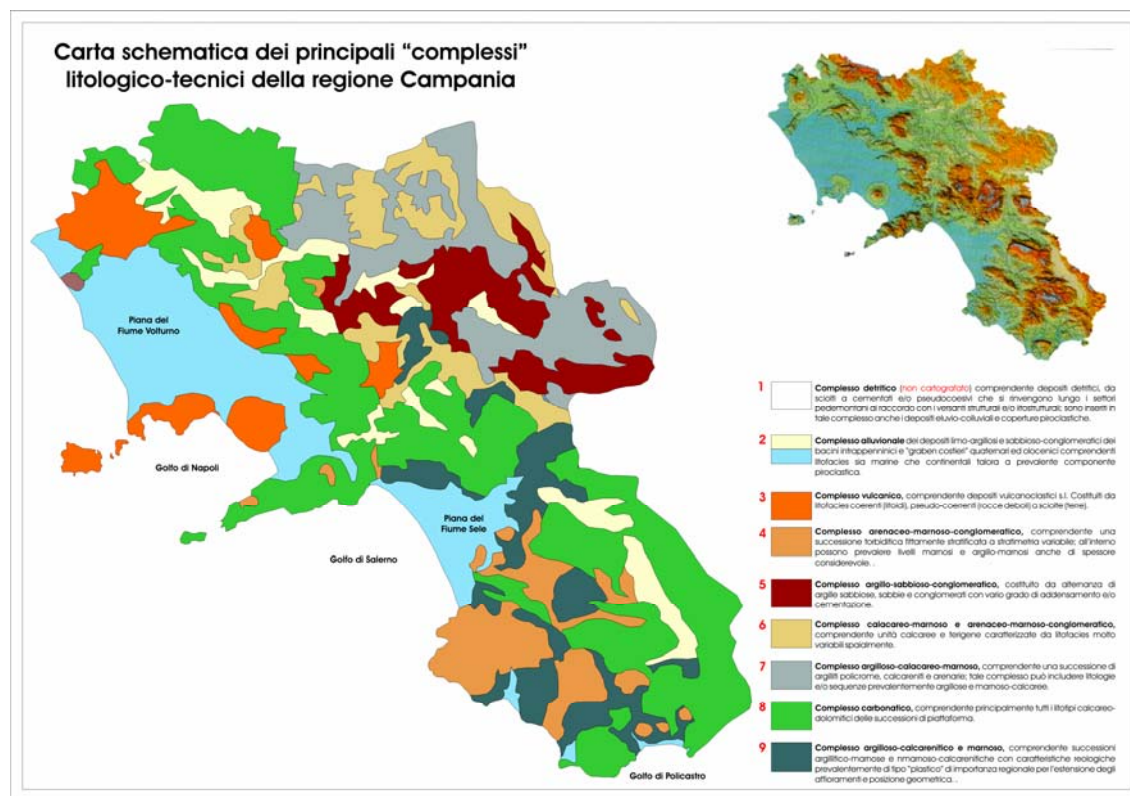 Carta schematica dei principali “complessi”
litologico-tecnici della regione Campania
Piana del
Fiume Volturno
Golfo di Napoli
Piana del
Fiume Sele
Golfo di Salerno
Golfo di Policastro
1 Complesso detritico (non cartografato) comprendente depositi detritici, da
sciolti a cementati e/o pseudocoesivi che si rinvengono lungo i settori
pedemontani al raccordo con i versanti strutturali e/o litostrutturali; sono inseriti in
tale complesso anche i depositi eluvio-colluviali e coperture piroclastiche.
2 Complesso alluvionale dei depositi limo-argillosi e sabbioso-conglomeratici dei
bacini intrappenninici e "graben costieri" quaternari ed olocenici comprendenti
litofacies sia marine che continentali talora a prevalente componente
piroclastica.
3 Complesso vulcanico, comprendente depositi vulcanoclastici s.l. Costituiti da
litofacies coerenti (litoidi), pseudo-coerenti (rocce deboli) a sciolte (terre).
4 Complesso arenaceo-marnoso-conglomeratico, comprendente una
successione torbiditica fittamente stratificata a stratimetria variabile; all'interno
possono prevalere livelli marnosi e argillo-marnosi anche di spessore
considerevole. .
5 Complesso argillo-sabbioso-conglomeratico, costituito da alternanza di
argille sabbiose, sabbie e conglomerati con vario grado di addensamento e/o
cementazione.
6 Complesso calacareo-marnoso e arenaceo-marnoso-conglomeratico,
comprendente unità calcaree e terigene caratterizzate da litofacies molto
variabili spaialmente.
7 Complesso argilloso-calacareo-marnoso, comprendente una successione di
argilliti policrome, calcareniti e arenarie; tale complesso può includere litologie
e/o sequenze prevalentemente argillose e marnoso-calcaree.
8 Complesso carbonatico, comprendente principalmente tutti i litotipi calcareo-
dolomitici delle successioni di piattaforma.
9 Complesso argilloso-calcarenitico e marnoso, comprendente successioni
argillitico-marnose e nmarnoso-calcarenitiche con caratteristiche reologiche
prevalentemente di tipo "plastico" di importanza regionale per l'estensione degli
affioramenti e posizione geometrica. .